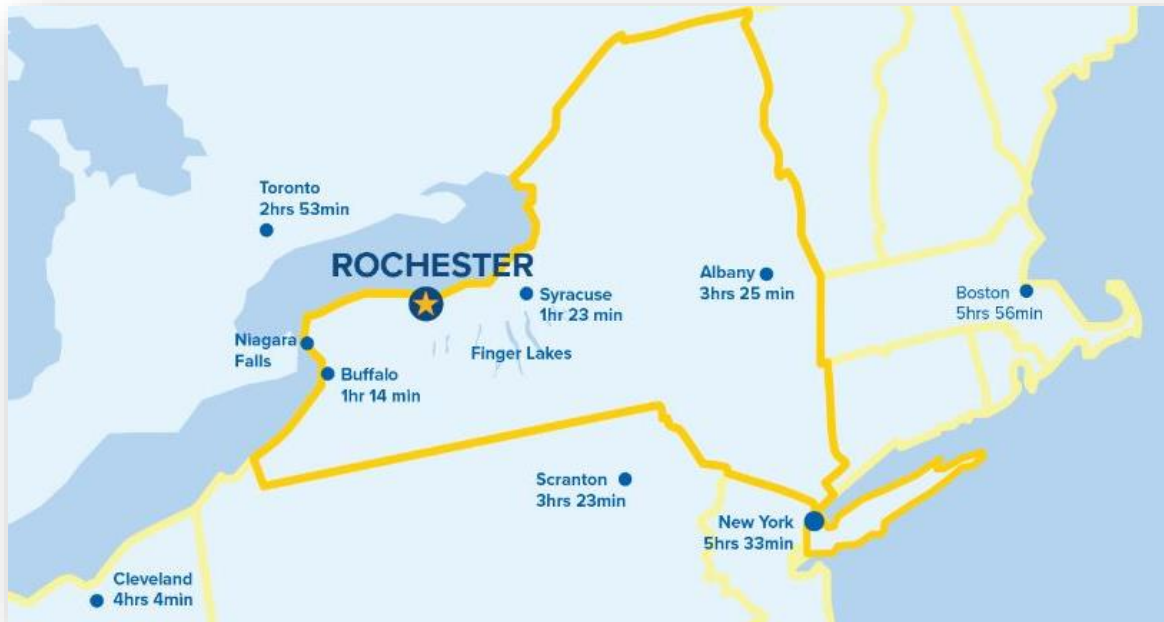 Toronto
2hrs 53min
ROCHESTER
Albany
3hrs 25 min
Syracuse
1hr 23 min
Boston
5hrs 56min
Niagara
Falls
Finger Lakes
Buffalo
1hr 14 min
Scranton
3hrs 23min
New York
5hrs 33min
Cleveland
4hrs 4min